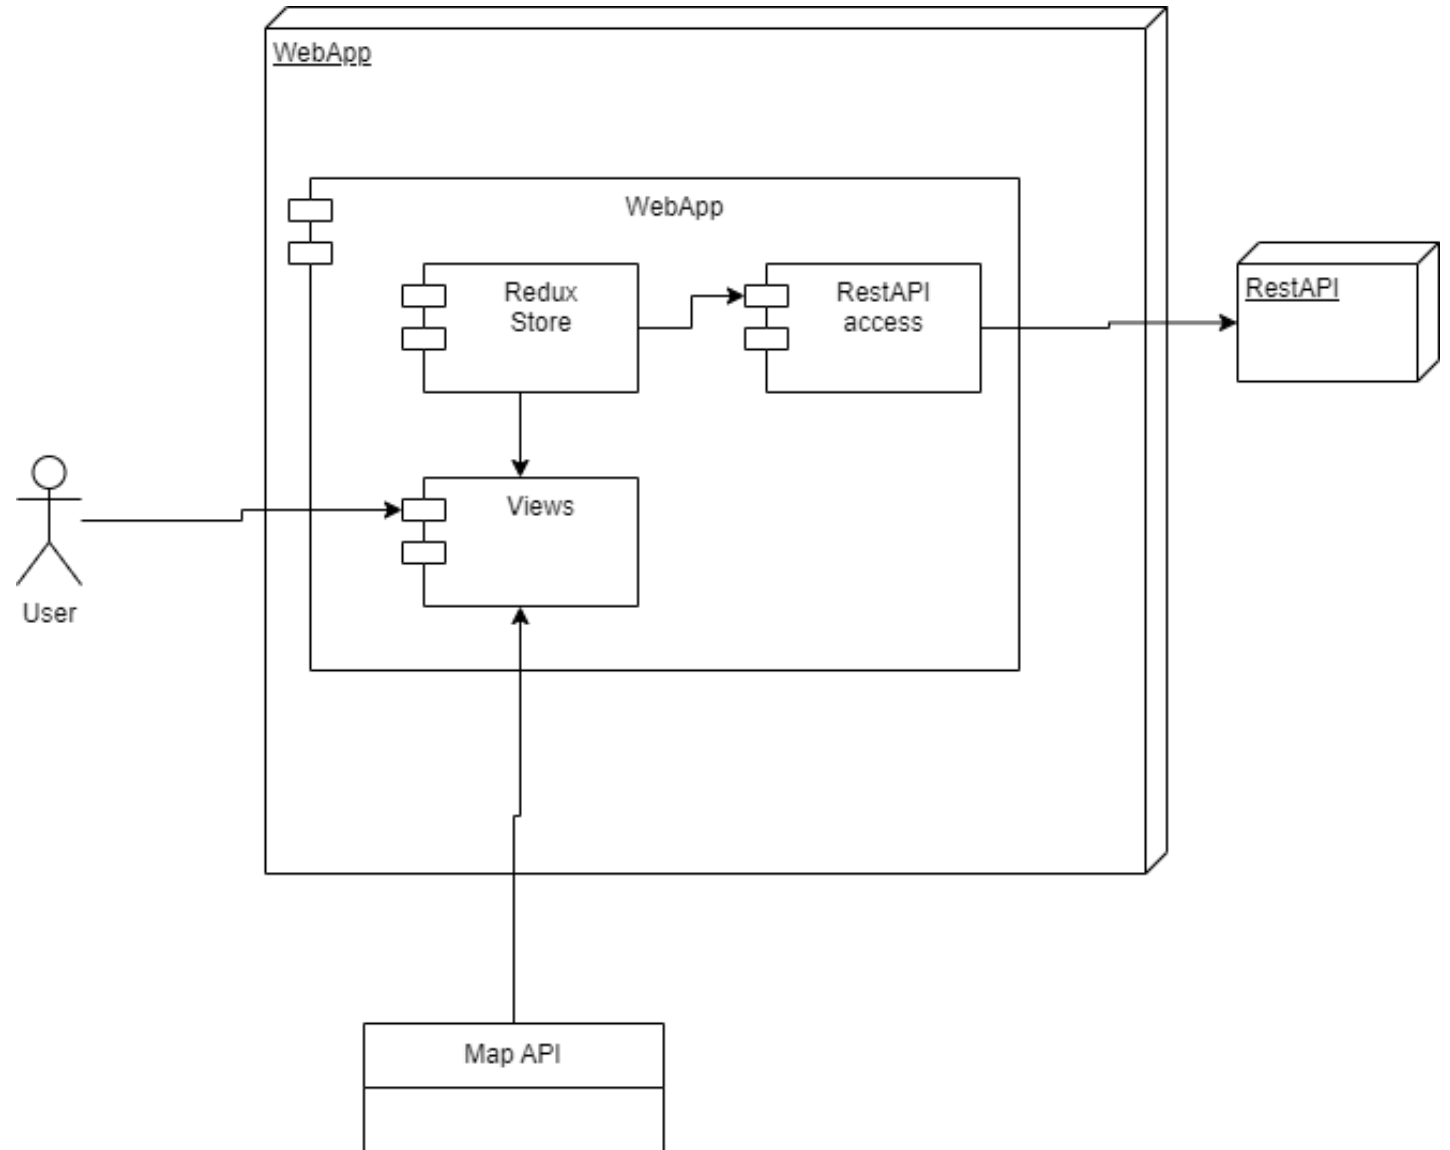 WebApp
WebApp
Redux
Store
RestAPI
access
RestAPI
Views
User
Map API